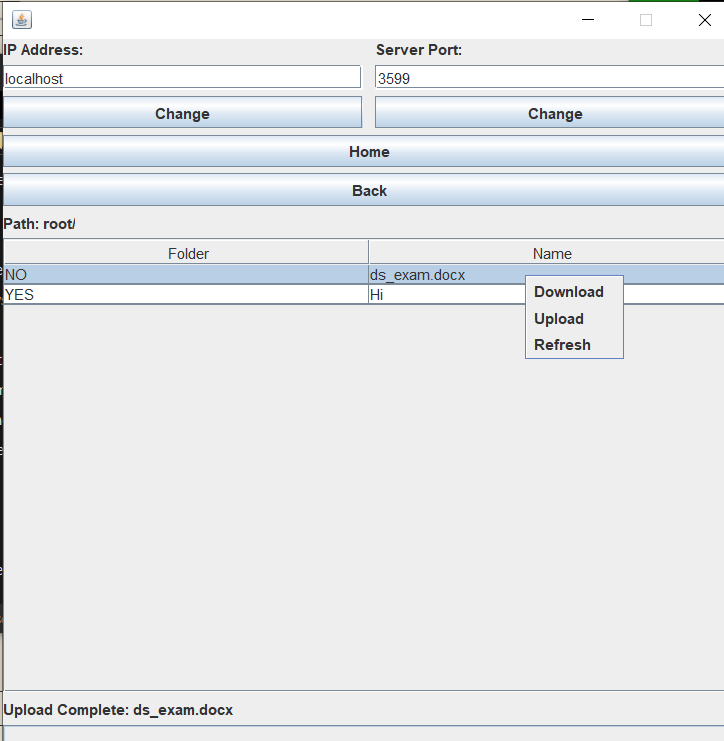 IP Address: Server Port:
localhost 3599
Change Change
Home
Back
Path: root/
Folder Name
NO ds_exam.docx
YES Hi
Download
Upload
Refresh
Upload Complete: ds_exam.docx